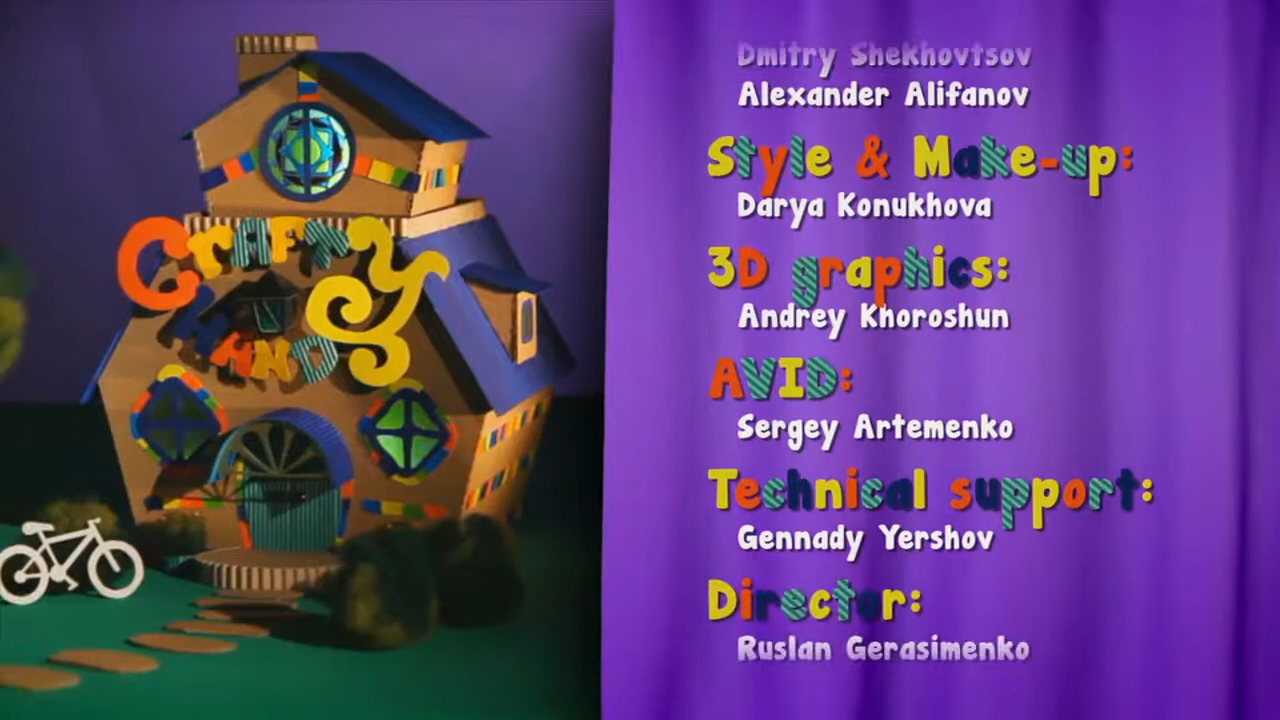 CrAFTy
HAND
Dmitry Shekhovtsov
Alexander Alifanov
Style & Make-up:
Darya Konukhova
3D graphics:
Andrey Khoroshun
AVID:
Sergey Artemenko
Technical support:
Gennady Yershov
Director:
Ruslan Gerasimenko